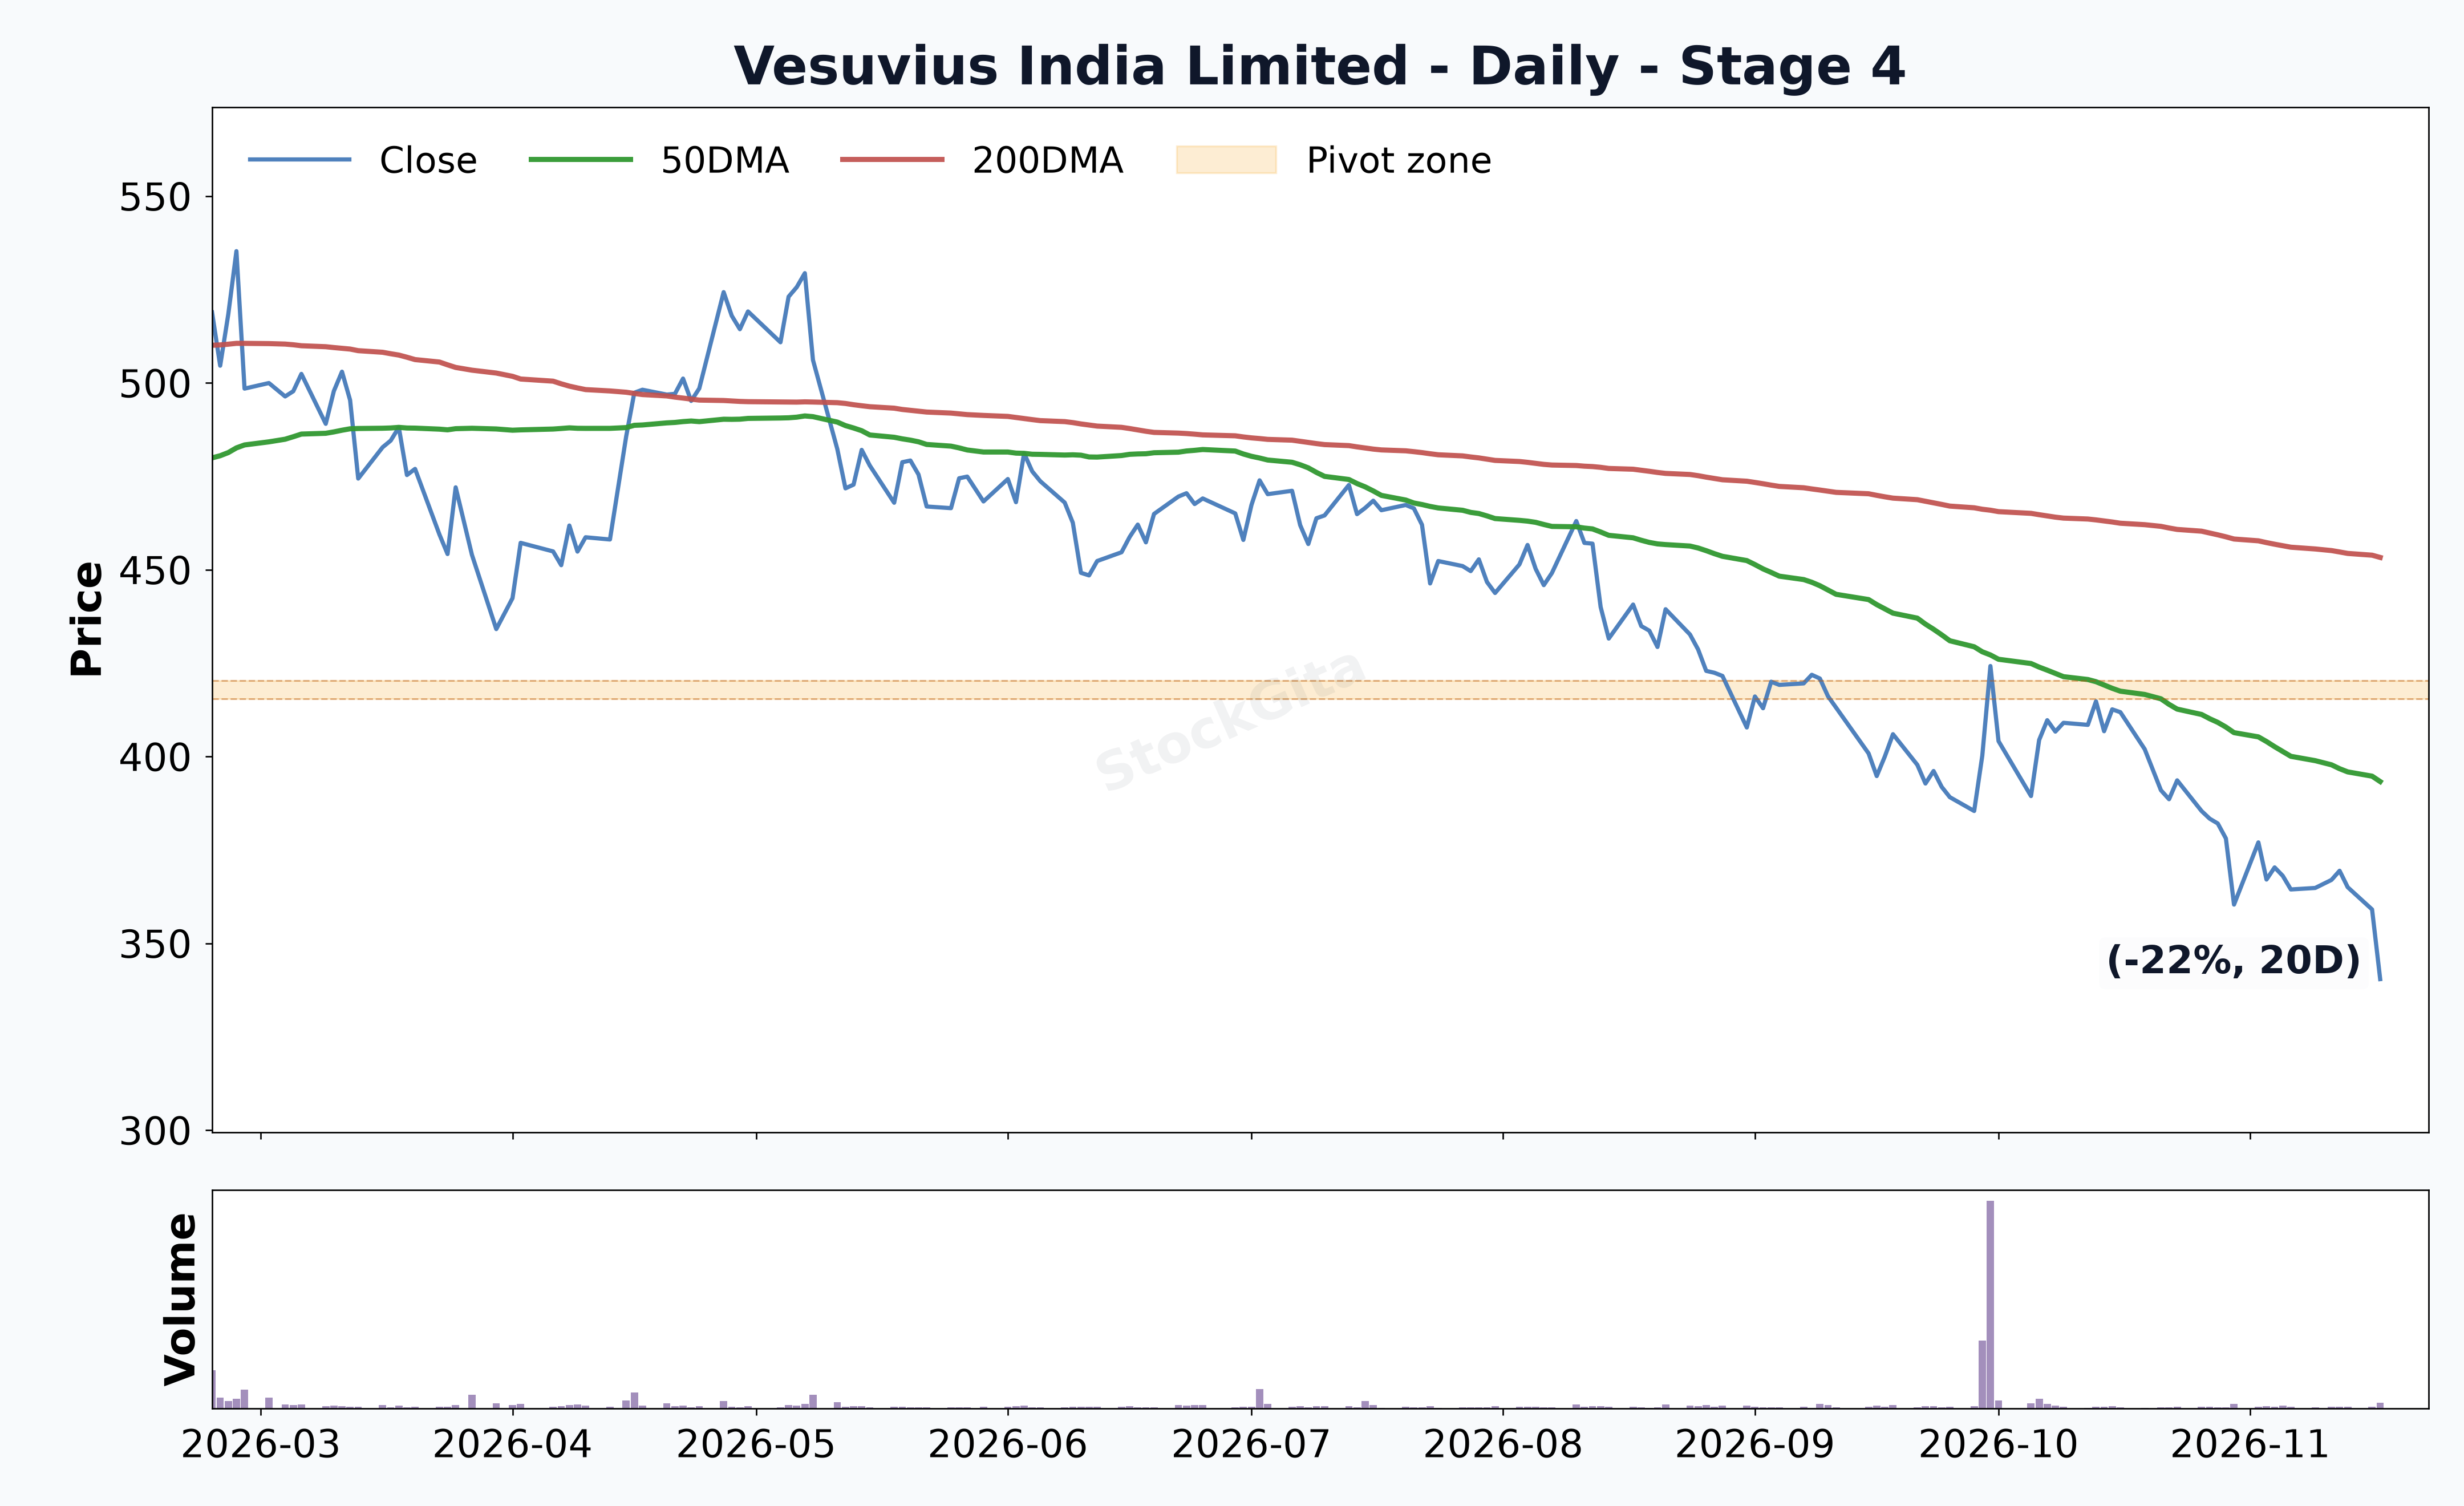 Vesuvius India Limited - Daily - Stage 4
Close 50DMA 200DMA Pivot zone
550
500
450
400
350
300
Price
StockGita
(-22%, 20D)
Volume
2026-03 2026-04 2026-05 2026-06 2026-07 2026-08 2026-09 2026-10 2026-11